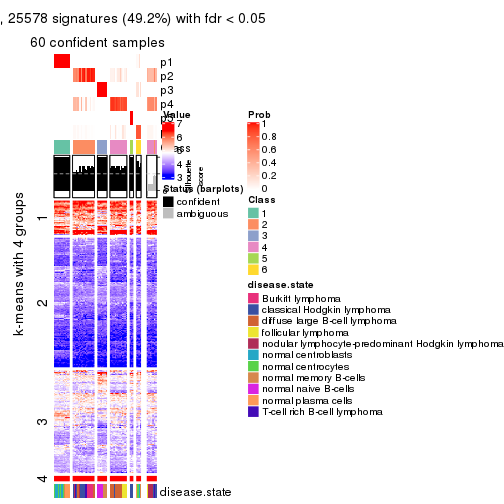 , 25578 signatures (49.2%) with fdr < 0.05
60 confident samples
p1
p2
p3
p4
Value
7
6
4
3
Status (barplots)
confident
ambiguous
score
Prob
1
0.8
0.6
0.4
0.2
0
Class
1
2
3
4
5
6
disease.state
Burkitt lymphoma
classical Hodgkin lymphoma
diffuse large B-cell lymphoma
follicular lymphoma
nodular lymphocyte-predominant Hodgkin lymphoma
normal centroblasts
normal centrocytes
normal memory B-cells
normal naive B-cells
normal plasma cells
T-cell rich B-cell lymphoma
k-means with 4 groups
1
2
3
4
disease.state